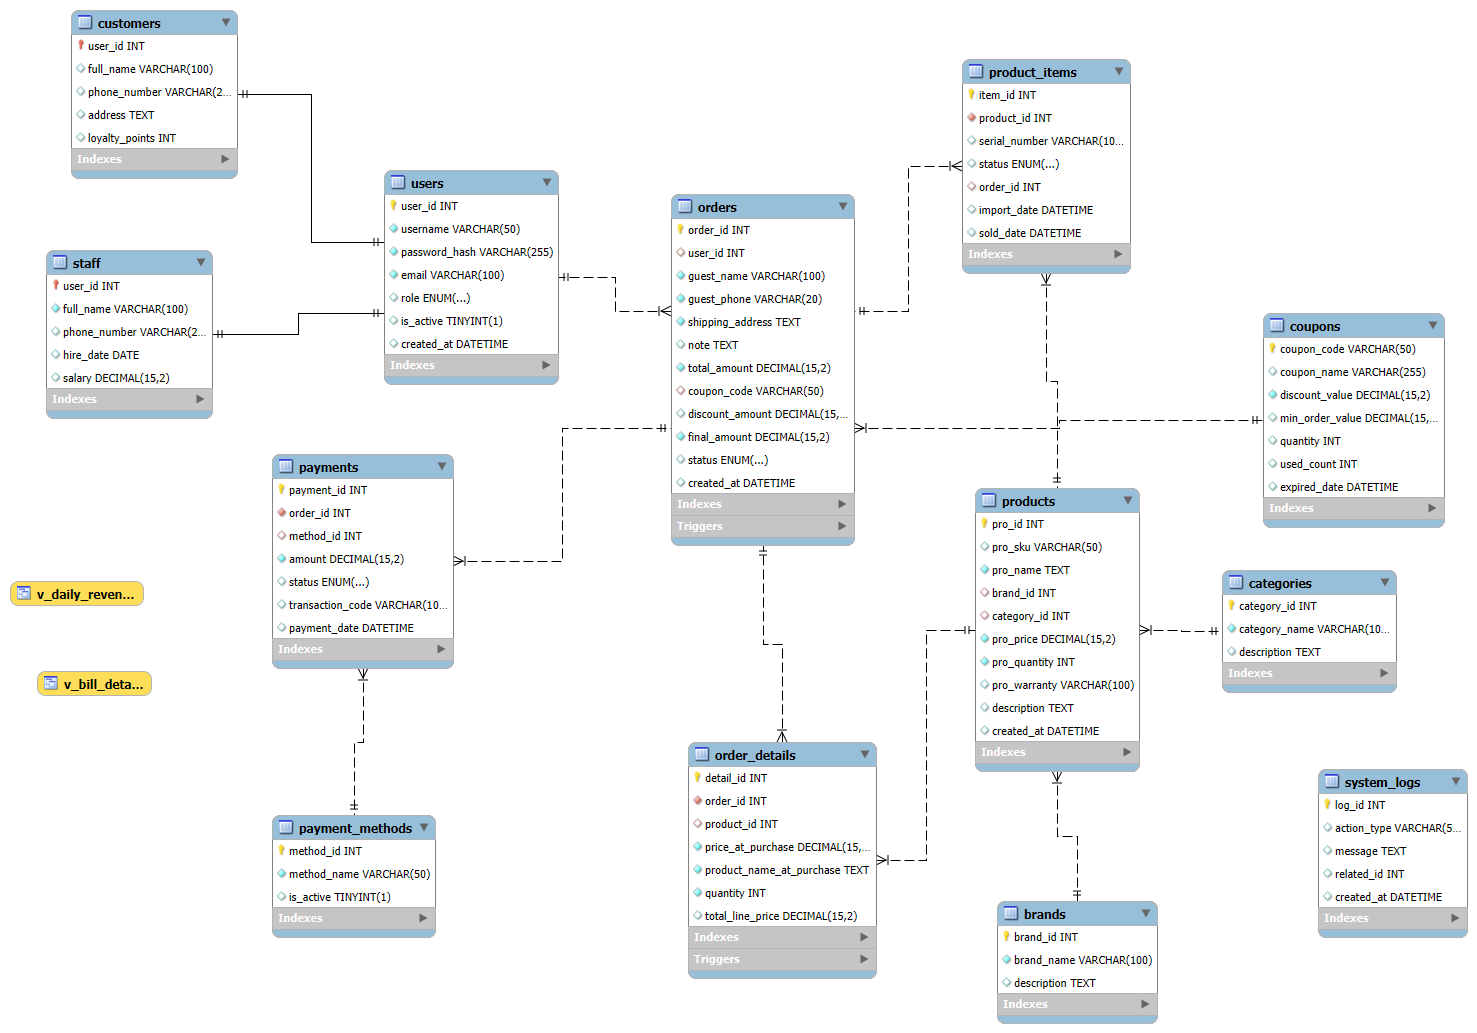 customers
user_id INT
full_name VARCHAR(100)
phone_number VARCHAR(2...
address TEXT
loyalty_points INT
Indexes
staff
user_id INT
full_name VARCHAR(100)
phone_number VARCHAR(2...
hire_date DATE
salary DECIMAL(15,2)
Indexes
users
user_id INT
username VARCHAR(50)
password_hash VARCHAR(255)
email VARCHAR(100)
role ENUM(...)
is_active TINYINT(1)
created_at DATETIME
Indexes
orders
order_id INT
user_id INT
guest_name VARCHAR(100)
guest_phone VARCHAR(20)
shipping_address TEXT
note TEXT
total_amount DECIMAL(15,2)
coupon_code VARCHAR(50)
discount_amount DECIMAL(15,...
final_amount DECIMAL(15,2)
status ENUM(...)
created_at DATETIME
Indexes
Triggers
product_items
item_id INT
product_id INT
serial_number VARCHAR(10...
status ENUM(...)
order_id INT
import_date DATETIME
sold_date DATETIME
Indexes
coupons
coupon_code VARCHAR(50)
coupon_name VARCHAR(255)
discount_value DECIMAL(15,2)
min_order_value DECIMAL(15,...
quantity INT
used_count INT
expired_date DATETIME
Indexes
payments
payment_id INT
order_id INT
method_id INT
amount DECIMAL(15,2)
status ENUM(...)
transaction_code VARCHAR(10...
payment_date DATETIME
Indexes
products
pro_id INT
pro_sku VARCHAR(50)
pro_name TEXT
brand_id INT
category_id INT
pro_price DECIMAL(15,2)
pro_quantity INT
pro_warranty VARCHAR(100)
description TEXT
created_at DATETIME
Indexes
categories
category_id INT
category_name VARCHAR(10...
description TEXT
Indexes
v_daily_reven...
v_bill_deta...
order_details
detail_id INT
order_id INT
product_id INT
price_at_purchase DECIMAL(15,...
product_name_at_purchase TEXT
quantity INT
total_line_price DECIMAL(15,2)
Indexes
Triggers
system_logs
log_id INT
action_type VARCHAR(5...
message TEXT
related_id INT
created_at DATETIME
Indexes
payment_methods
method_id INT
method_name VARCHAR(50)
is_active TINYINT(1)
Indexes
brands
brand_id INT
brand_name VARCHAR(100)
description TEXT
Indexes